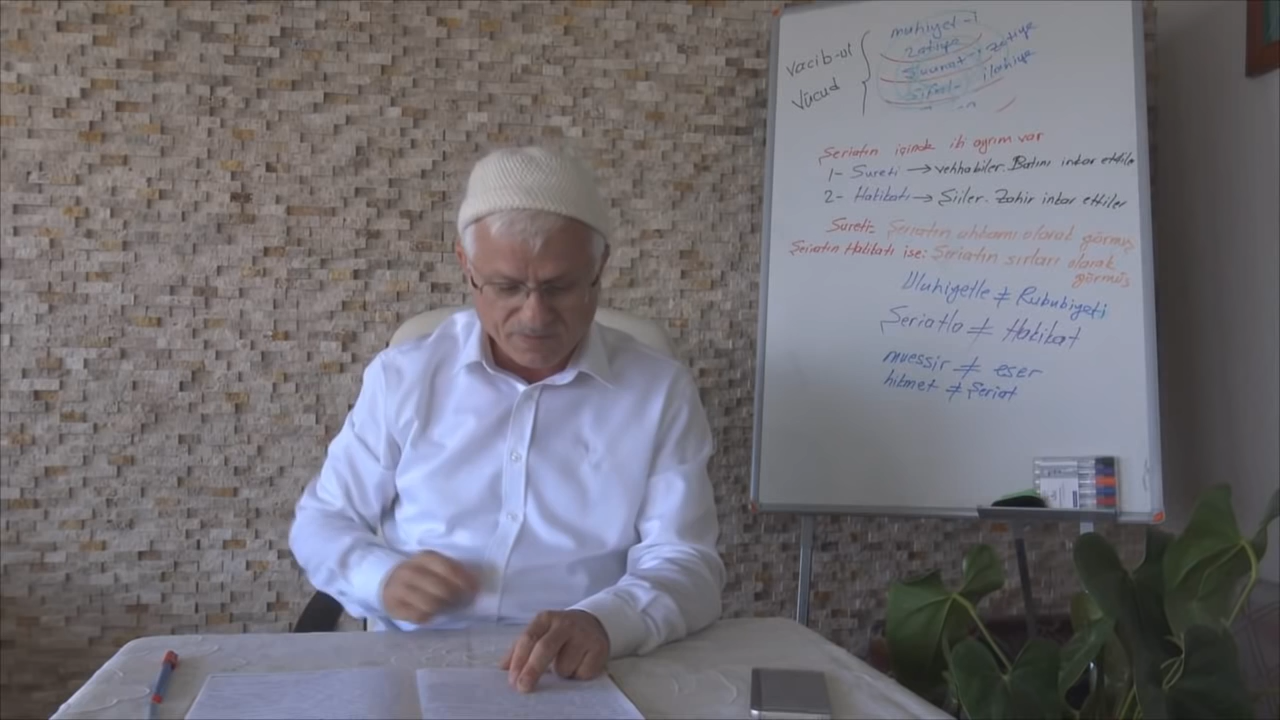 vacib-ul
Vücud
zatiye
Şuunat-ı zatiye
ilahiye
Şeriatın içinde iki ayrım var
1- Sureti → vehhabiler. Batını inkar ettiler
2- Hakikatı → Şiiler. Zahir inkar ettiler
Sureti: Şeriatın ahkamı olarak görmüş
Şeriatın Hakikatı ise: Şeriatın sırları olarak
görmüş
Uluhiyetle ≠ Rububiyeti
Şeriatla ≠ Hakikat
muessir ≠ eser
hikmet ≠ Şeriat